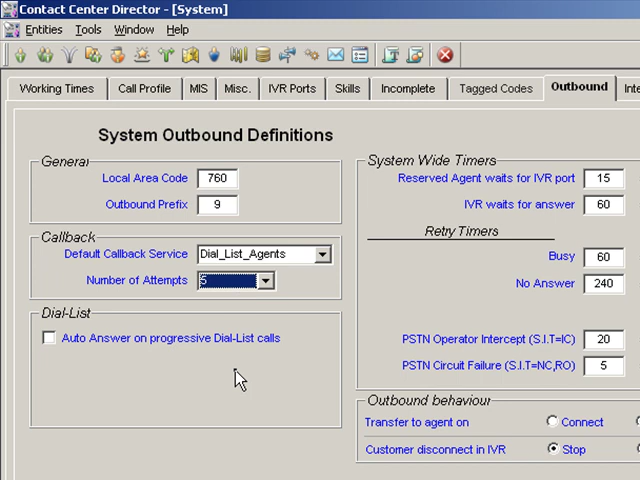 Contact Center Director - [System]
Entities Tools Window Help
Working Times Call Profile MIS Misc. IVR Ports Skills Incomplete Tagged Codes Outbound
System Outbound Definitions
General
Local Area Code 760
Outbound Prefix 9
Callback
Default Callback Service Dial_List_Agents
Number of Attempts 5
Dial-List
Auto Answer on progressive Dial-List calls
System Wide Timers
Reserved Agent waits for IVR port 15
IVR waits for answer 60
Retry Timers
Busy 60
No Answer 240
PSTN Operator Intercept (S.I.T=IC) 20
PSTN Circuit Failure (S.I.T=NC,RO) 5
Outbound behaviour
Transfer to agent on Connect
Customer disconnect in IVR Stop